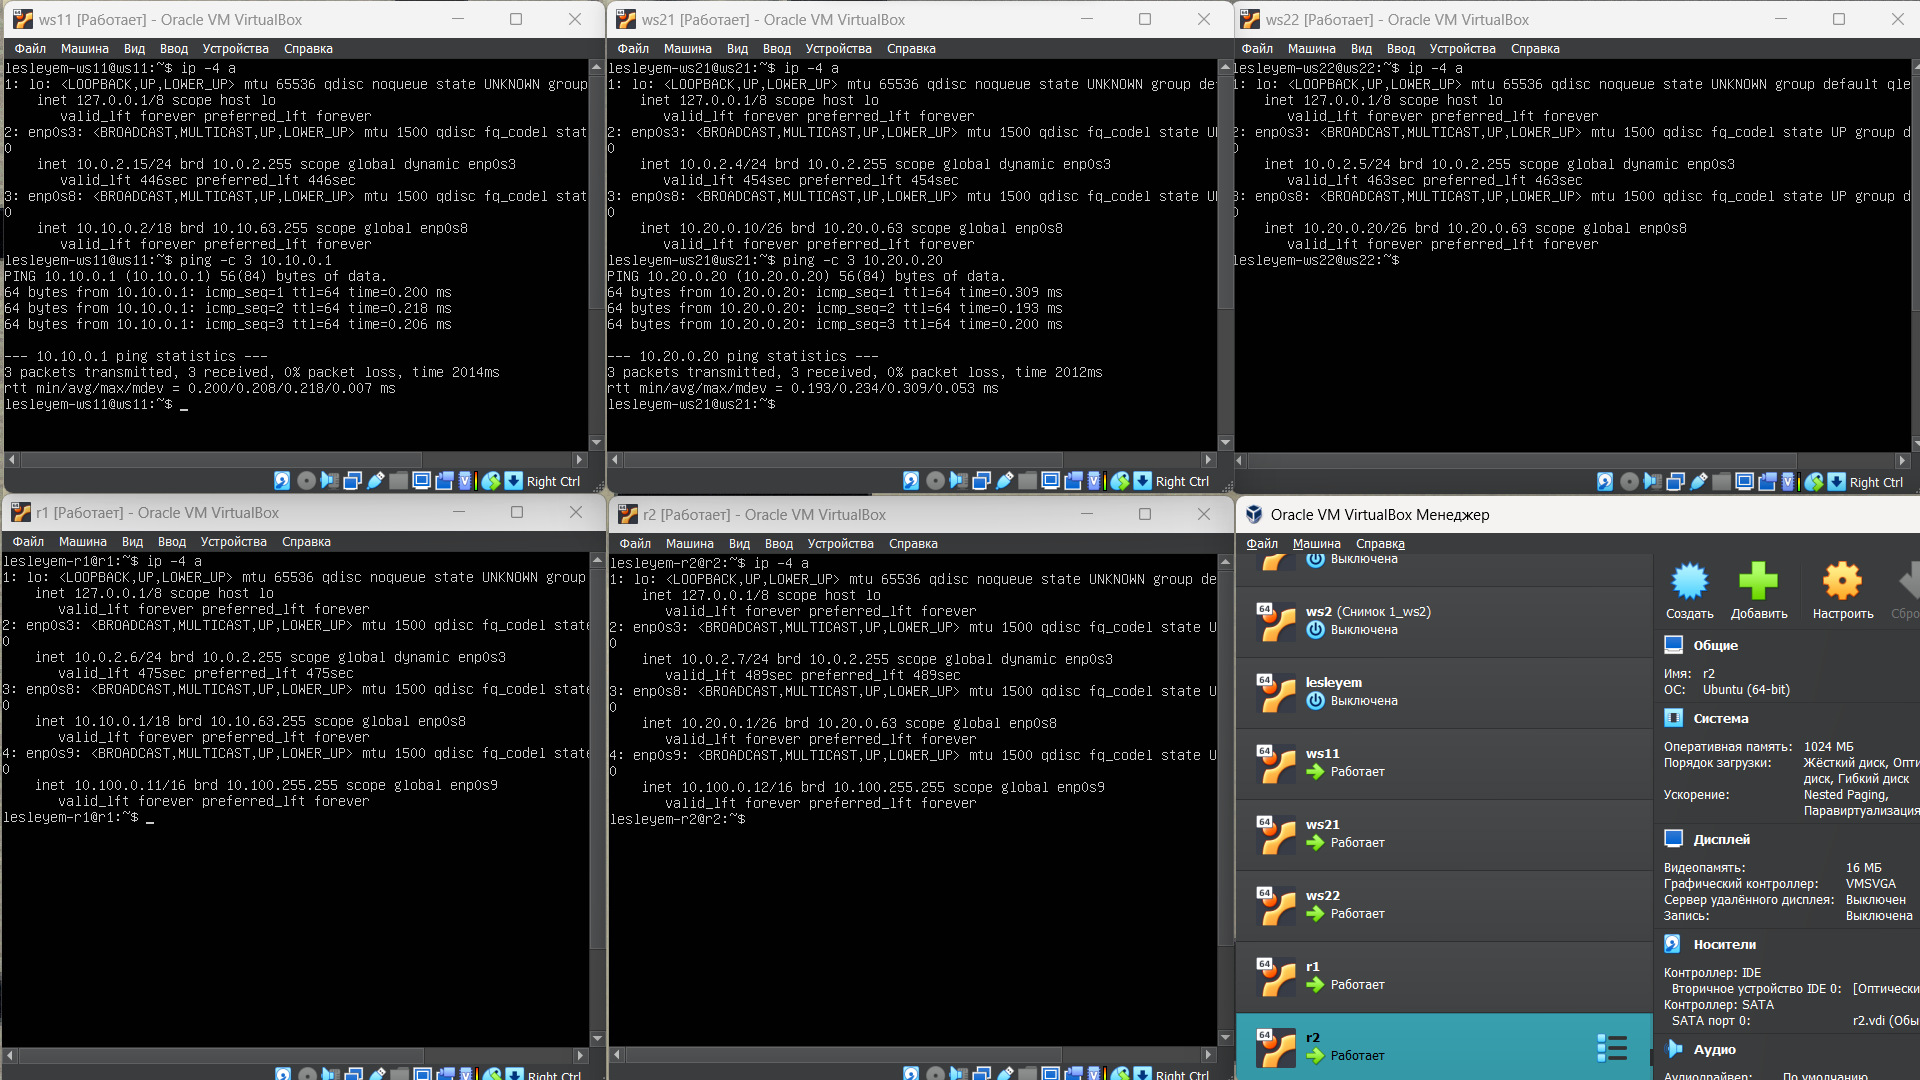 ws11 [Работает] - Oracle VM VirtualBox
Файл Машина Вид Ввод Устройства Справка
lesleyem-ws11@ws11:~$ ip -4 a
1: lo: <LOOPBACK,UP,LOWER_UP> mtu 65536 qdisc noqueue state UNKNOWN group
inet 127.0.0.1/8 scope host lo
valid_lft forever preferred_lft forever
2: enp0s3: <BROADCAST,MULTICAST,UP,LOWER_UP> mtu 1500 qdisc fq_codel stat
0
inet 10.0.2.15/24 brd 10.0.2.255 scope global dynamic enp0s3
valid_lft 446sec preferred_lft 446sec
3: enp0s8: <BROADCAST,MULTICAST,UP,LOWER_UP> mtu 1500 qdisc fq_codel stat
0
inet 10.10.0.2/18 brd 10.10.63.255 scope global enp0s8
valid_lft forever preferred_lft forever
lesleyem-ws11@ws11:~$ ping -c 3 10.10.0.1
PING 10.10.0.1 (10.10.0.1) 56(84) bytes of data.
64 bytes from 10.10.0.1: icmp_seq=1 ttl=64 time=0.200 ms
64 bytes from 10.10.0.1: icmp_seq=2 ttl=64 time=0.218 ms
64 bytes from 10.10.0.1: icmp_seq=3 ttl=64 time=0.206 ms
--- 10.10.0.1 ping statistics ---
3 packets transmitted, 3 received, 0% packet loss, time 2014ms
rtt min/avg/max/mdev = 0.200/0.208/0.218/0.007 ms
lesleyem-ws11@ws11:~$ _
Right Ctrl
ws21 [Работает] - Oracle VM VirtualBox
Файл Машина Вид Ввод Устройства Справка
lesleyem-ws21@ws21:~$ ip -4 a
1: lo: <LOOPBACK,UP,LOWER_UP> mtu 65536 qdisc noqueue state UNKNOWN group de
inet 127.0.0.1/8 scope host lo
valid_lft forever preferred_lft forever
2: enp0s3: <BROADCAST,MULTICAST,UP,LOWER_UP> mtu 1500 qdisc fq_codel state U
0
inet 10.0.2.4/24 brd 10.0.2.255 scope global dynamic enp0s3
valid_lft 454sec preferred_lft 454sec
3: enp0s8: <BROADCAST,MULTICAST,UP,LOWER_UP> mtu 1500 qdisc fq_codel state U
0
inet 10.20.0.10/26 brd 10.20.0.63 scope global enp0s8
valid_lft forever preferred_lft forever
lesleyem-ws21@ws21:~$ ping -c 3 10.20.0.20
PING 10.20.0.20 (10.20.0.20) 56(84) bytes of data.
64 bytes from 10.20.0.20: icmp_seq=1 ttl=64 time=0.309 ms
64 bytes from 10.20.0.20: icmp_seq=2 ttl=64 time=0.193 ms
64 bytes from 10.20.0.20: icmp_seq=3 ttl=64 time=0.200 ms
--- 10.20.0.20 ping statistics ---
3 packets transmitted, 3 received, 0% packet loss, time 2012ms
rtt min/avg/max/mdev = 0.193/0.234/0.309/0.053 ms
lesleyem-ws21@ws21:~$
Right Ctrl
ws22 [Работает] - Oracle VM VirtualBox
Файл Машина Вид Ввод Устройства Справка
lesleyem-ws22@ws22:~$ ip -4 a
1: lo: <LOOPBACK,UP,LOWER_UP> mtu 65536 qdisc noqueue state UNKNOWN group default qle
inet 127.0.0.1/8 scope host lo
valid_lft forever preferred_lft forever
2: enp0s3: <BROADCAST,MULTICAST,UP,LOWER_UP> mtu 1500 qdisc fq_codel state UP group d
0
inet 10.0.2.5/24 brd 10.0.2.255 scope global dynamic enp0s3
valid_lft 463sec preferred_lft 463sec
3: enp0s8: <BROADCAST,MULTICAST,UP,LOWER_UP> mtu 1500 qdisc fq_codel state UP group d
0
inet 10.20.0.20/26 brd 10.20.0.63 scope global enp0s8
valid_lft forever preferred_lft forever
lesleyem-ws22@ws22:~$
Right Ctrl
r1 [Работает] - Oracle VM VirtualBox
Файл Машина Вид Ввод Устройства Справка
lesleyem-r1@r1:~$ ip -4 a
1: lo: <LOOPBACK,UP,LOWER_UP> mtu 65536 qdisc noqueue state UNKNOWN group
inet 127.0.0.1/8 scope host lo
valid_lft forever preferred_lft forever
2: enp0s3: <BROADCAST,MULTICAST,UP,LOWER_UP> mtu 1500 qdisc fq_codel state
0
inet 10.0.2.6/24 brd 10.0.2.255 scope global dynamic enp0s3
valid_lft 475sec preferred_lft 475sec
3: enp0s8: <BROADCAST,MULTICAST,UP,LOWER_UP> mtu 1500 qdisc fq_codel state
0
inet 10.10.0.1/18 brd 10.10.63.255 scope global enp0s8
valid_lft forever preferred_lft forever
4: enp0s9: <BROADCAST,MULTICAST,UP,LOWER_UP> mtu 1500 qdisc fq_codel state
0
inet 10.100.0.11/16 brd 10.100.255.255 scope global enp0s9
valid_lft forever preferred_lft forever
lesleyem-r1@r1:~$ _
Right Ctrl
r2 [Работает] - Oracle VM VirtualBox
Файл Машина Вид Ввод Устройства Справка
lesleyem-r2@r2:~$ ip -4 a
1: lo: <LOOPBACK,UP,LOWER_UP> mtu 65536 qdisc noqueue state UNKNOWN group de
inet 127.0.0.1/8 scope host lo
valid_lft forever preferred_lft forever
2: enp0s3: <BROADCAST,MULTICAST,UP,LOWER_UP> mtu 1500 qdisc fq_codel state U
0
inet 10.0.2.7/24 brd 10.0.2.255 scope global dynamic enp0s3
valid_lft 489sec preferred_lft 489sec
3: enp0s8: <BROADCAST,MULTICAST,UP,LOWER_UP> mtu 1500 qdisc fq_codel state U
0
inet 10.20.0.1/26 brd 10.20.0.63 scope global enp0s8
valid_lft forever preferred_lft forever
4: enp0s9: <BROADCAST,MULTICAST,UP,LOWER_UP> mtu 1500 qdisc fq_codel state U
0
inet 10.100.0.12/16 brd 10.100.255.255 scope global enp0s9
valid_lft forever preferred_lft forever
lesleyem-r2@r2:~$
Right Ctrl
Oracle VM VirtualBox Менеджер
Файл Машина Справка
Выключена
64 ws2 (Снимок 1_ws2)
Выключена
64 lesleyem
Выключена
64 ws11
Работает
64 ws21
Работает
64 ws22
Работает
64 r1
Работает
64 r2
Работает
Создать Добавить Настроить Сбро
Общие
Имя: r2
ОС: Ubuntu (64-bit)
Система
Оперативная память: 1024 МБ
Порядок загрузки: Жёсткий диск, Опти
диск, Гибкий диск
Ускорение: Nested Paging,
Паравиртуализация
Дисплей
Видеопамять: 16 МБ
Графический контроллер: VMSVGA
Сервер удалённого дисплея: Выключен
Запись: Выключена
Носители
Контроллер: IDE
Вторичное устройство IDE 0: [Оптически
Контроллер: SATA
SATA порт 0: r2.vdi (Обы
Аудио
Аудиодрайвер: По умолчанию